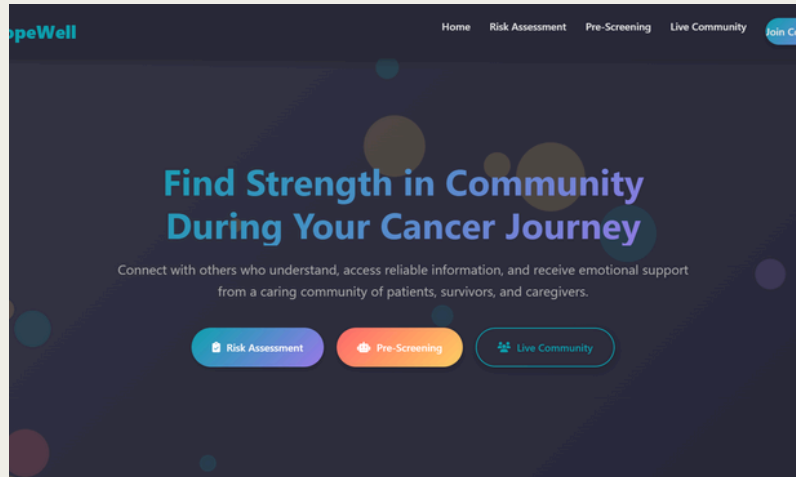 opeWell
Home Risk Assessment Pre-Screening Live Community Join Co
Find Strength in Community
During Your Cancer Journey
Connect with others who understand, access reliable information, and receive emotional support
from a caring community of patients, survivors, and caregivers.
Risk Assessment Pre-Screening Live Community